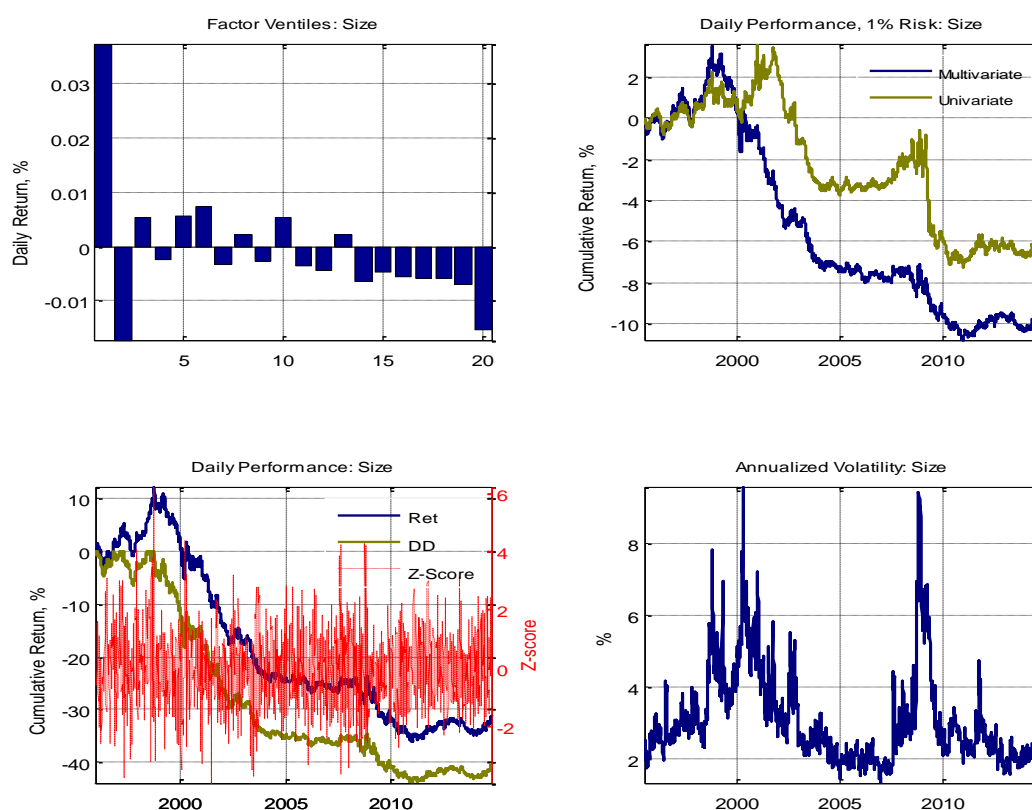 Factor Ventiles: Size
Daily Return, %
0.03
0.02
0.01
0
-0.01
5 10 15 20
Daily Performance, 1% Risk: Size
Cumulative Return, %
2
0
-2
-4
-6
-8
-10
2000 2005 2010
Multivariate
Univariate
Daily Performance: Size
Cumulative Return, %
10
0
-10
-20
-30
-40
2000 2005 2010
Ret
DD
Z-Score
6
4
2
0
-2
Z-score
Annualized Volatility: Size
%
8
6
4
2
2000 2005 2010